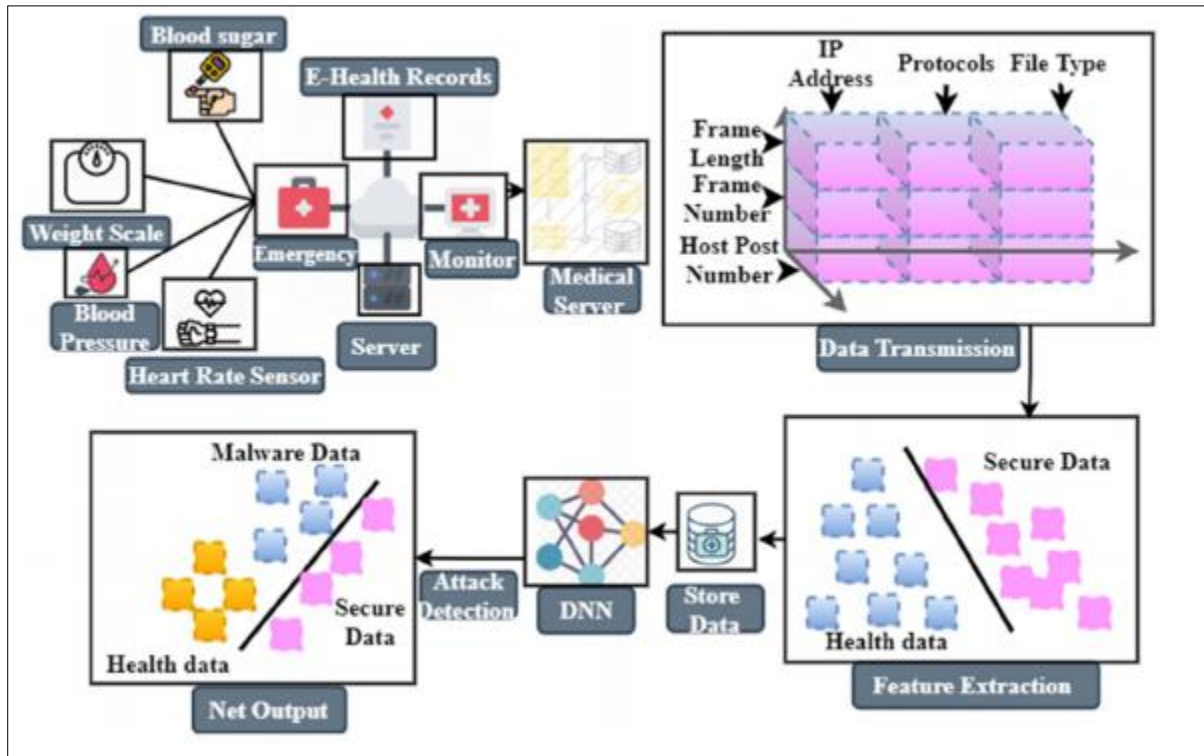 Blood sugar
E-Health Records
Weight Scale
Blood
Pressure
Heart Rate Sensor
Emergency
Server
Monitor
Medical
Server
IP
Address
Protocols
File Type
Frame
Length
Frame
Number
Host Post
Number
Data Transmission
Malware Data
Secure
Data
Health data
Net Output
Attack
Detection
DNN
Store
Data
Secure Data
Health data
Feature Extraction